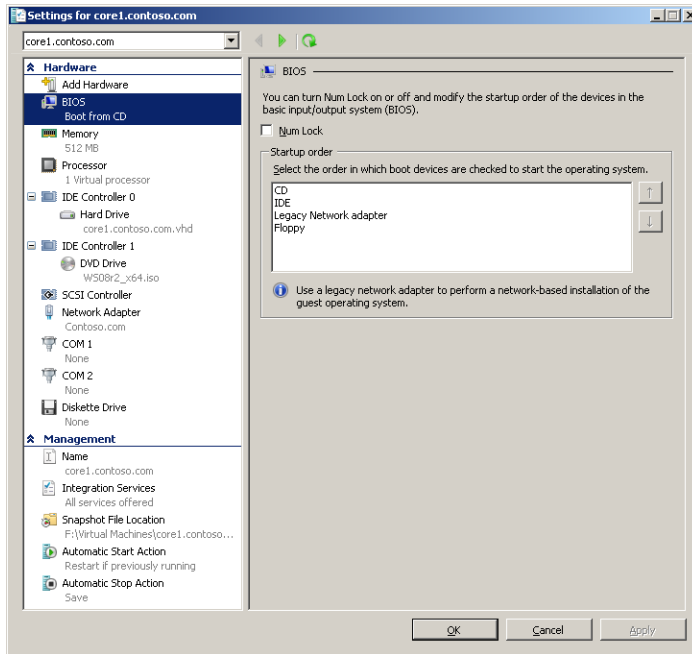 Settings for core1.contoso.com
core1.contoso.com
Hardware
Add Hardware
BIOS
Boot from CD
Memory
512 MB
Processor
1 Virtual processor
IDE Controller 0
Hard Drive
core1.contoso.com.vhd
IDE Controller 1
DVD Drive
WS08r2_x64.iso
SCSI Controller
Network Adapter
Contoso.com
COM 1
None
COM 2
None
Diskette Drive
None
Management
Name
core1.contoso.com
Integration Services
All services offered
Snapshot File Location
F:\Virtual Machines\core1.contoso...
Automatic Start Action
Restart if previously running
Automatic Stop Action
Save
BIOS
You can turn Num Lock on or off and modify the startup order of the devices in the
basic input/output system (BIOS).
Num Lock
Startup order
Select the order in which boot devices are checked to start the operating system.
CD
IDE
Legacy Network adapter
Floppy
Use a legacy network adapter to perform a network-based installation of the
guest operating system.
OK
Cancel
Apply